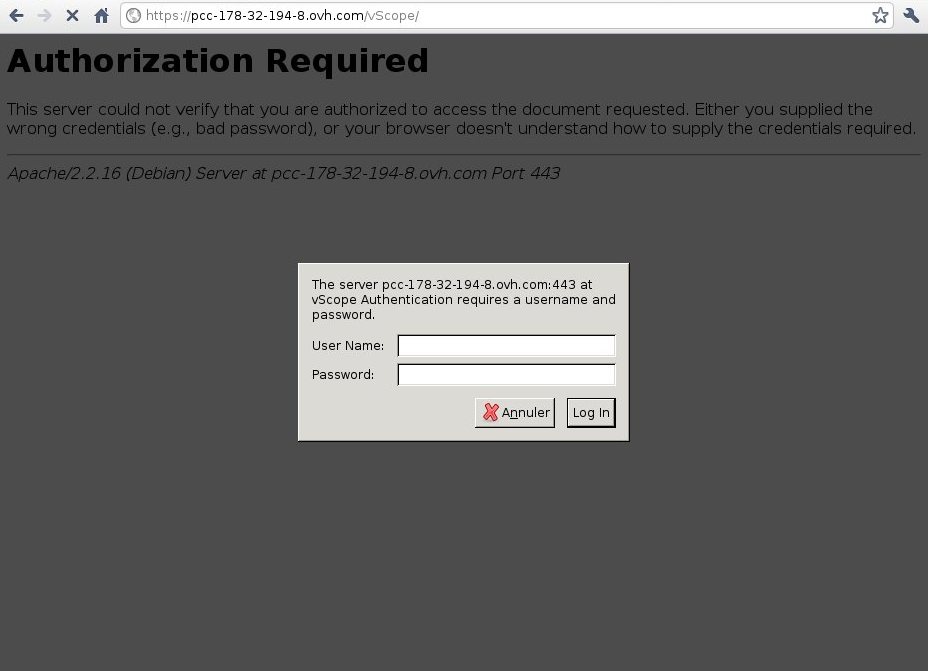 https://pcc-178-32-194-8.ovh.com/vScope/
Authorization Required
This server could not verify that you are authorized to access the document requested. Either you supplied the
wrong credentials (e.g., bad password), or your browser doesn't understand how to supply the credentials required.
Apache/2.2.16 (Debian) Server at pcc-178-32-194-8.ovh.com Port 443
The server pcc-178-32-194-8.ovh.com:443 at
vScope Authentication requires a username and
password.
User Name:
Password:
Annuler Log In